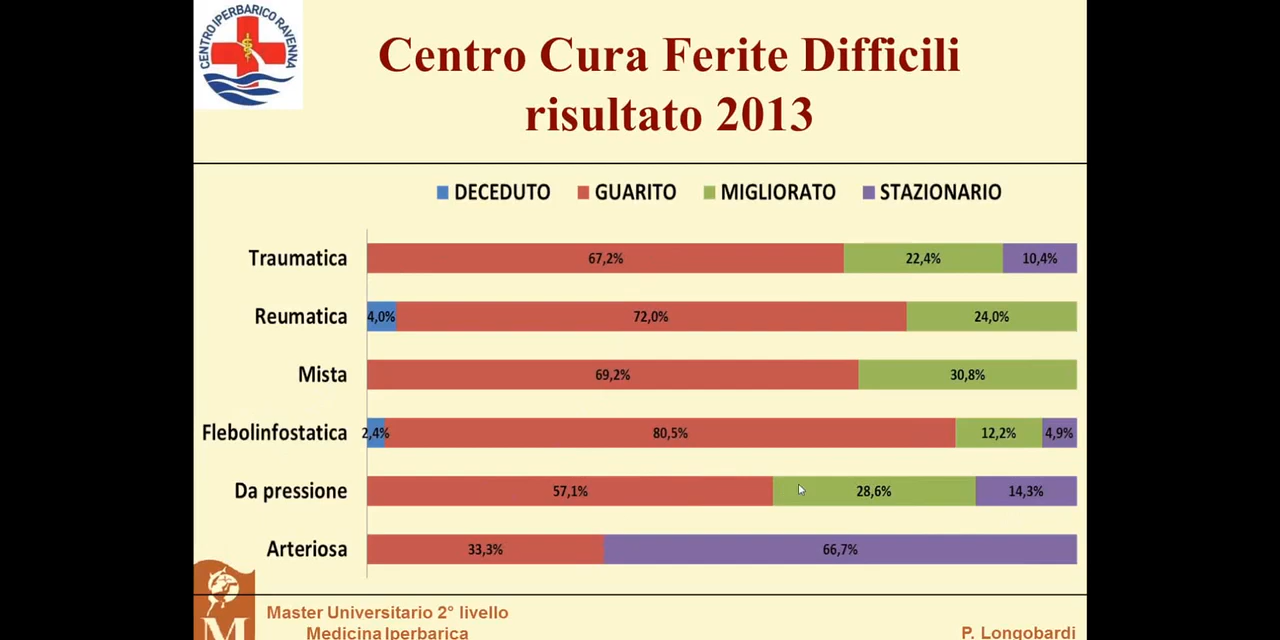 CENTRO IPERBARICO RAVENNA
Centro Cura Ferite Difficili
risultato 2013
DECEDUTO GUARITO MIGLIORATO STAZIONARIO
Traumatica 67,2% 22,4% 10,4%
Reumatica 4,0% 72,0% 24,0%
Mista 69,2% 30,8%
Flebolinfostatica 2,4% 80,5% 12,2% 4,9%
Da pressione 57,1% 28,6% 14,3%
Arteriosa 33,3% 66,7%
M
Master Universitario 2° livello
Medicina Iperbarica
P. Longobardi